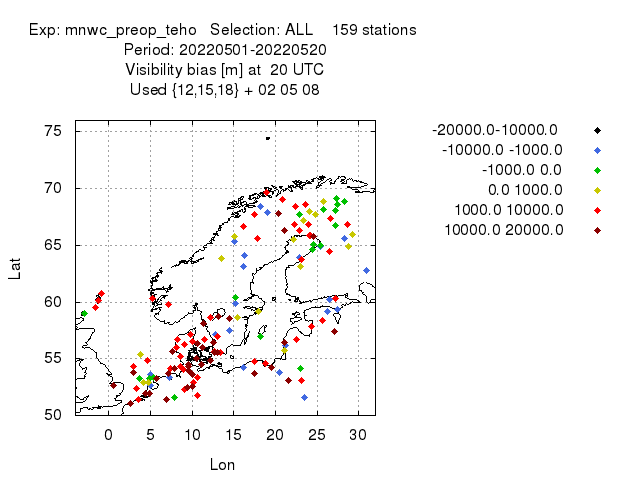 Exp: mnwc_preop_teho   Selection: ALL    159 stations
Period: 20220501-20220520
Visibility bias [m] at  20 UTC
Used {12,15,18} + 02 05 08
-20000.0-10000.0
-10000.0 -1000.0
-1000.0 0.0
0.0 1000.0
1000.0 10000.0
10000.0 20000.0
75
70
65
60
55
50
Lat
0 5 10 15 20 25 30
Lon